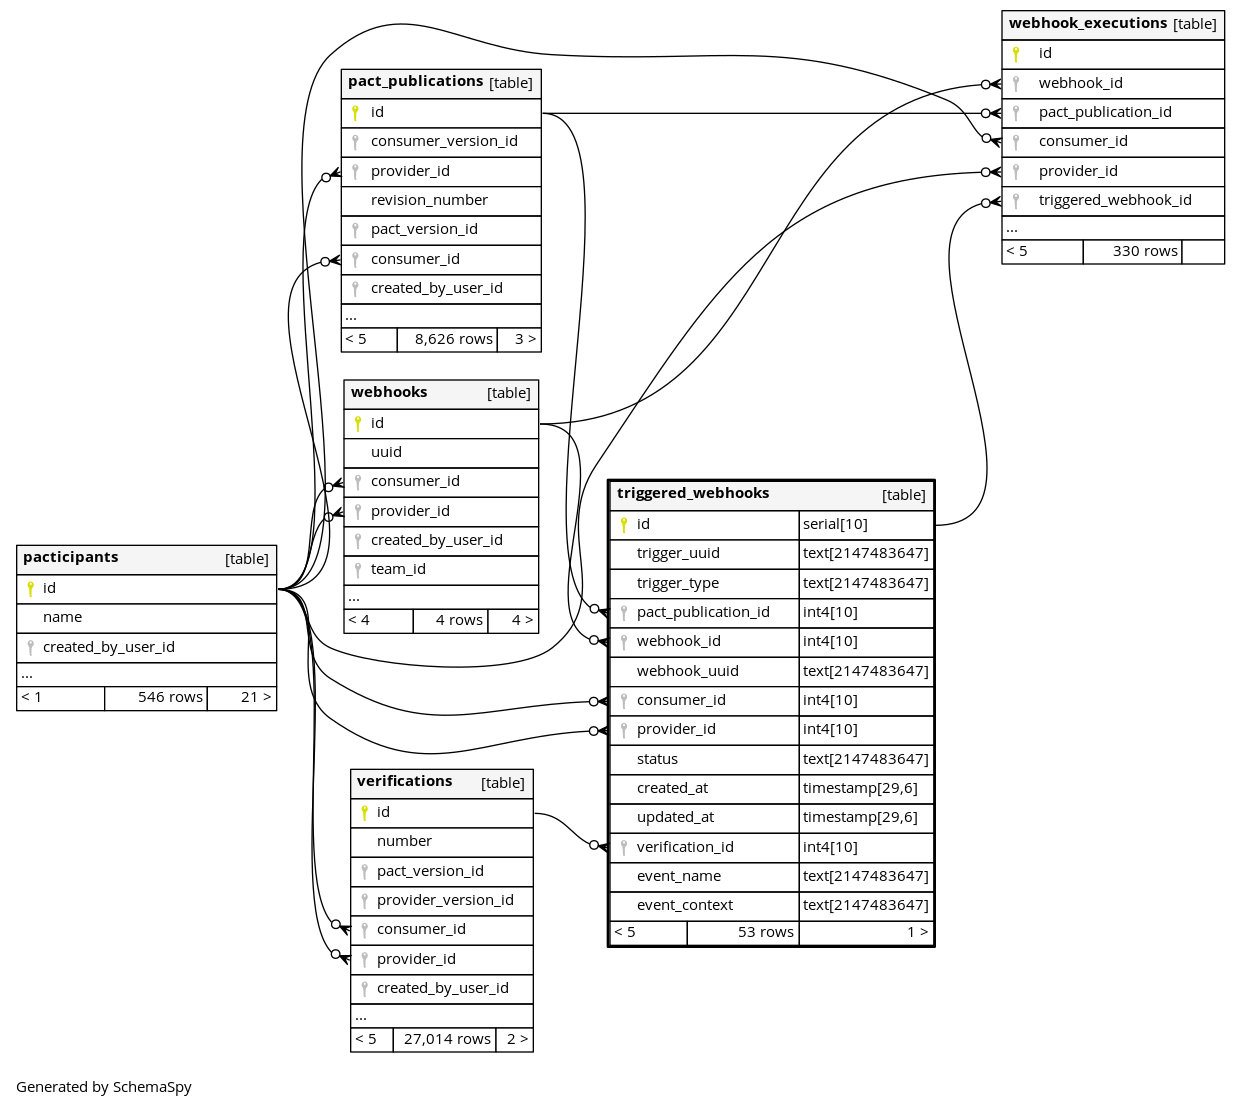 webhook_executions [table]
id
webhook_id
pact_publication_id
consumer_id
provider_id
triggered_webhook_id
...
< 5 330 rows
pact_publications [table]
id
consumer_version_id
provider_id
revision_number
pact_version_id
consumer_id
created_by_user_id
...
< 5 8,626 rows 3 >
webhooks [table]
id
uuid
consumer_id
provider_id
created_by_user_id
team_id
...
< 4 4 rows 4 >
triggered_webhooks [table]
id serial[10]
trigger_uuid text[2147483647]
trigger_type text[2147483647]
pact_publication_id int4[10]
webhook_id int4[10]
webhook_uuid text[2147483647]
consumer_id int4[10]
provider_id int4[10]
status text[2147483647]
created_at timestamp[29,6]
updated_at timestamp[29,6]
verification_id int4[10]
event_name text[2147483647]
event_context text[2147483647]
< 5 53 rows 1 >
pacticipants [table]
id
name
created_by_user_id
...
< 1 546 rows 21 >
verifications [table]
id
number
pact_version_id
provider_version_id
consumer_id
provider_id
created_by_user_id
...
< 5 27,014 rows 2 >
Generated by SchemaSpy